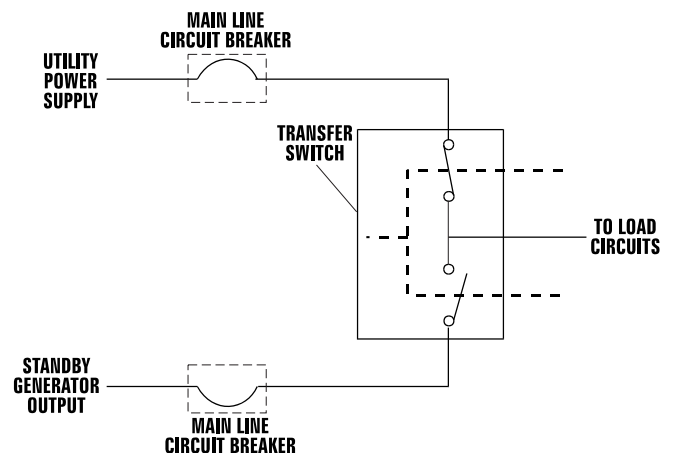 MAIN LINE
CIRCUIT BREAKER
UTILITY
POWER
SUPPLY
TRANSFER
SWITCH
TO LOAD
CIRCUITS
STANDBY
GENERATOR
OUTPUT
MAIN LINE
CIRCUIT BREAKER